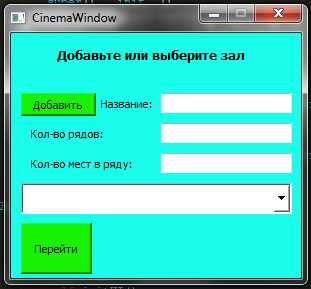 CinemaWindow
Добавьте или выберите зал
Добавить Название:
Кол-во рядов:
Кол-во мест в ряду:
Перейти